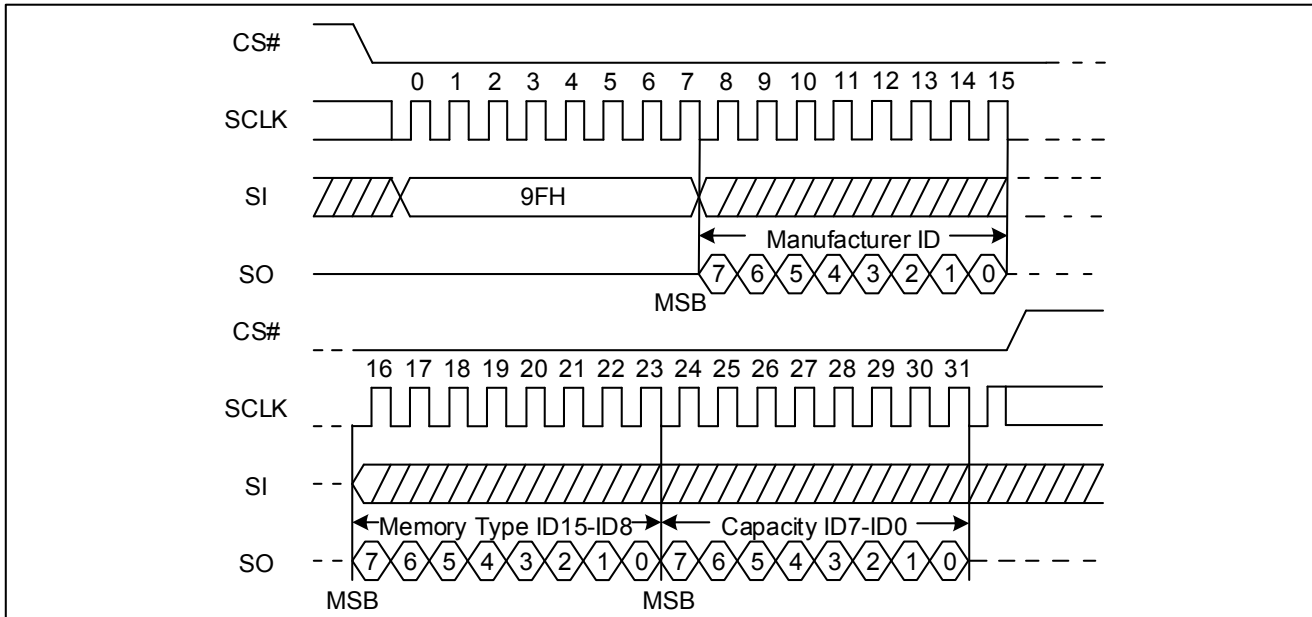 CS#
0 1 2 3 4 5 6 7 8 9 10 11 12 13 14 15
SCLK
SI 9FH
Manufacturer ID
SO 7 6 5 4 3 2 1 0
MSB
CS#
16 17 18 19 20 21 22 23 24 25 26 27 28 29 30 31
SCLK
SI
Memory Type ID15-ID8 Capacity ID7-ID0
SO 7 6 5 4 3 2 1 0 7 6 5 4 3 2 1 0
MSB MSB